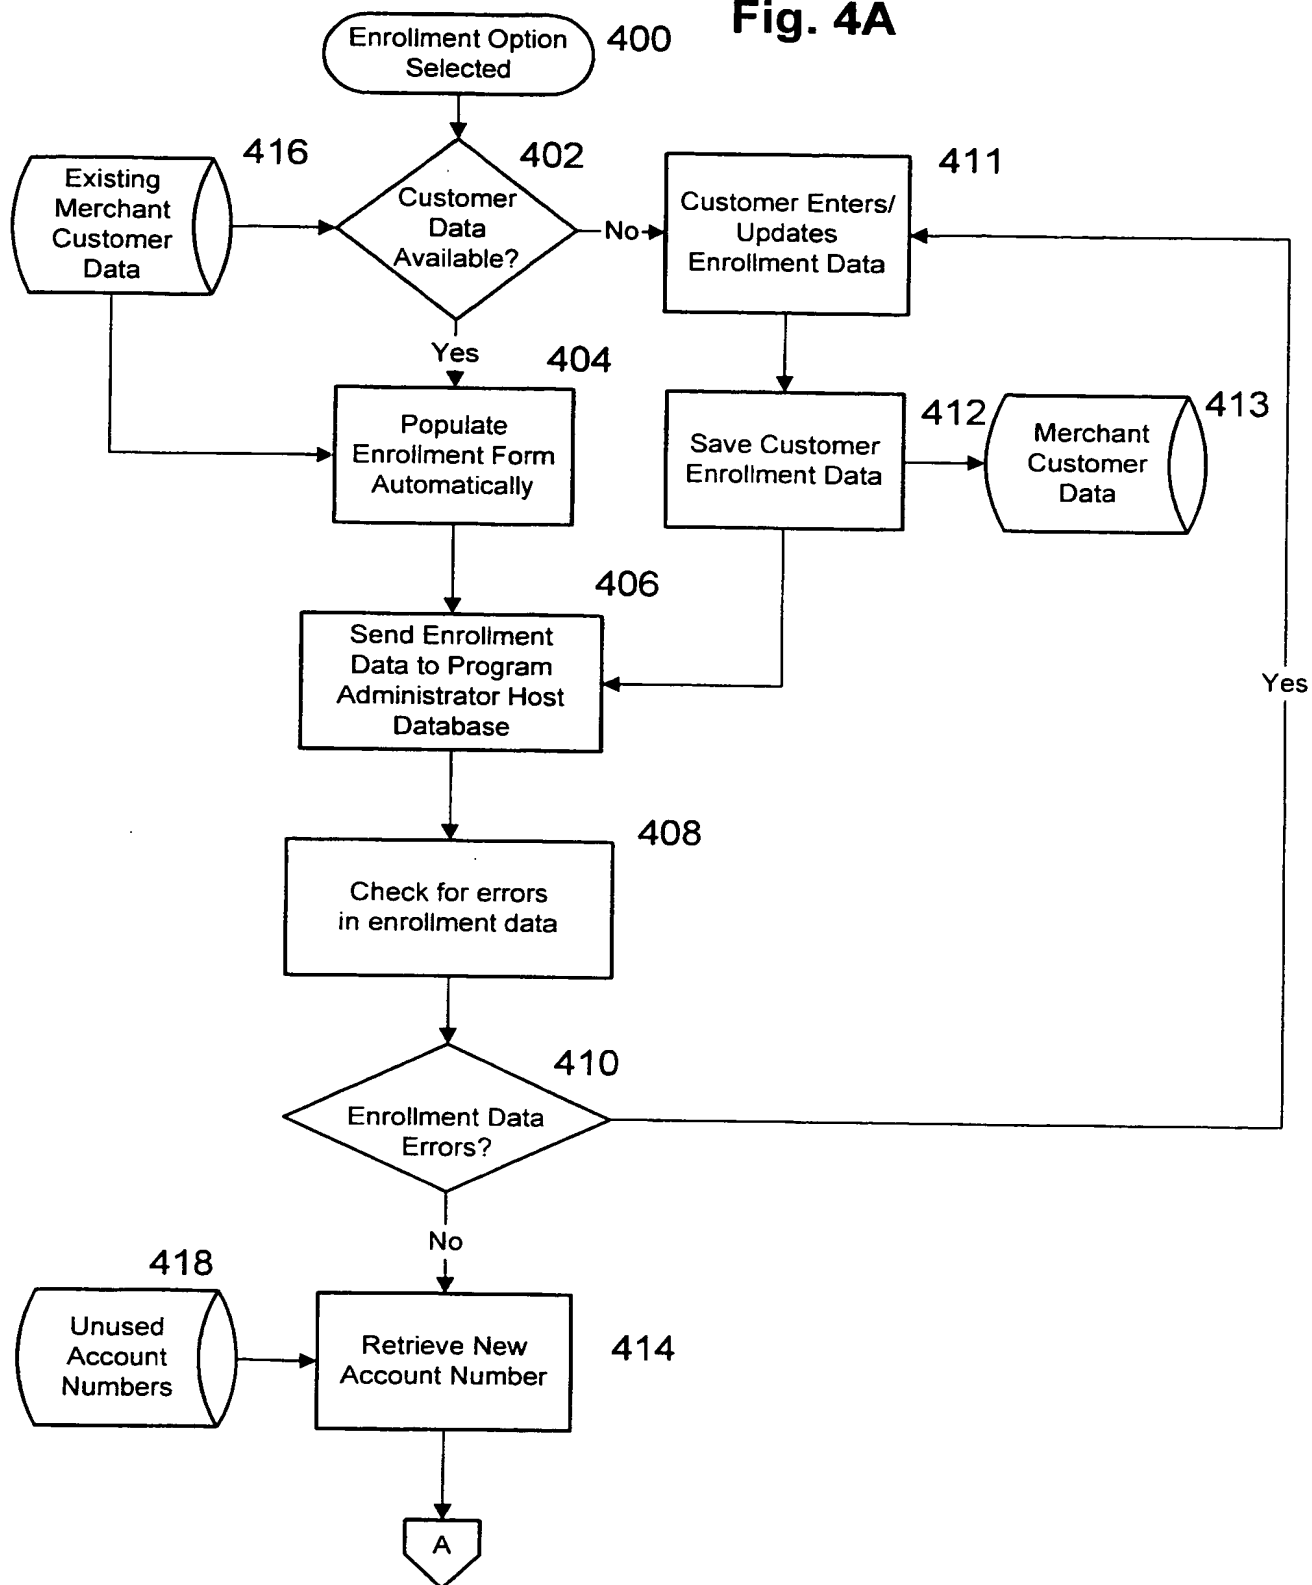 Fig. 4A
Enrollment Option
Selected
400
416
402
411
Existing
Merchant
Customer
Data
Customer
Data
Available?
No
Customer Enters/
Updates
Enrollment Data
Yes
404
Populate
Enrollment Form
Automatically
Save Customer
Enrollment Data
412
Merchant
Customer
Data
413
406
Send Enrollment
Data to Program
Administrator Host
Database
Yes
408
Check for errors
in enrollment data
410
Enrollment Data
Errors?
No
418
Unused
Account
Numbers
Retrieve New
Account Number
414
A